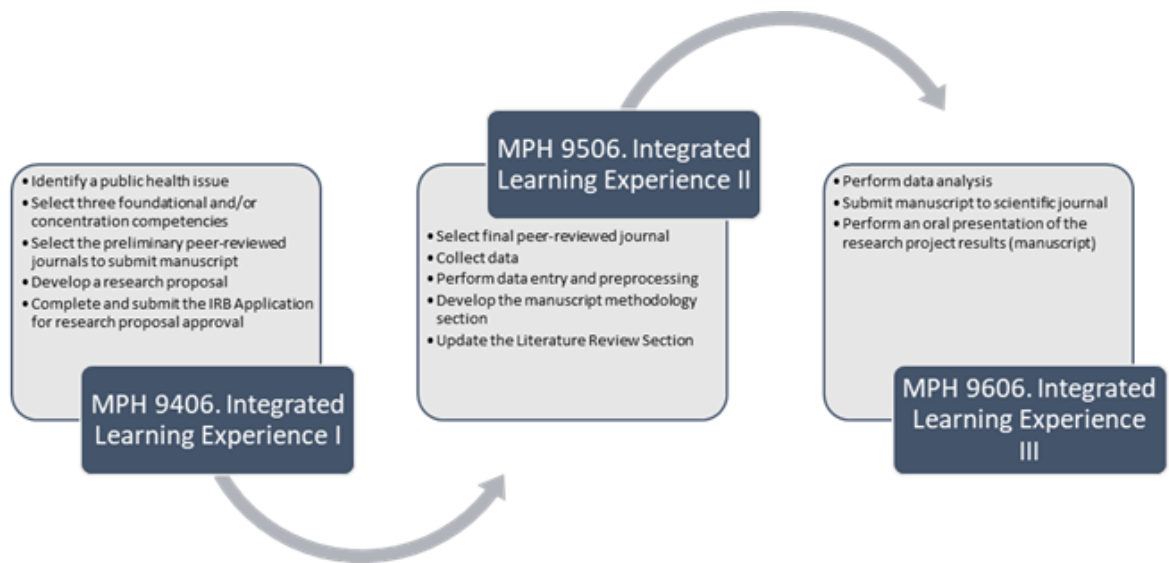 • Identify a public health issue
• Select three foundational and/or
concentration competencies
• Select the preliminary peer-reviewed
journals to submit manuscript
• Develop a research proposal
• Complete and submit the IRB Application
for research proposal approval
MPH 9406. Integrated
Learning Experience I
MPH 9506. Integrated
Learning Experience II
• Select final peer-reviewed journal
• Collect data
• Perform data entry and preprocessing
• Develop the manuscript methodology
section
• Update the Literature Review Section
• Perform data analysis
• Submit manuscript to scientific journal
• Perform an oral presentation of the
research project results (manuscript)
MPH 9606. Integrated
Learning Experience
III